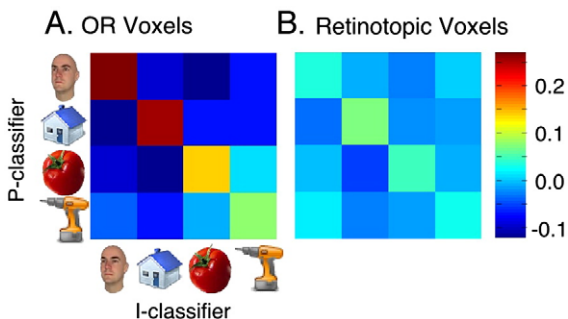 A. OR Voxels
B. Retinotopic Voxels
P-classifier
0.2
0.1
0.0
-0.1
I-classifier